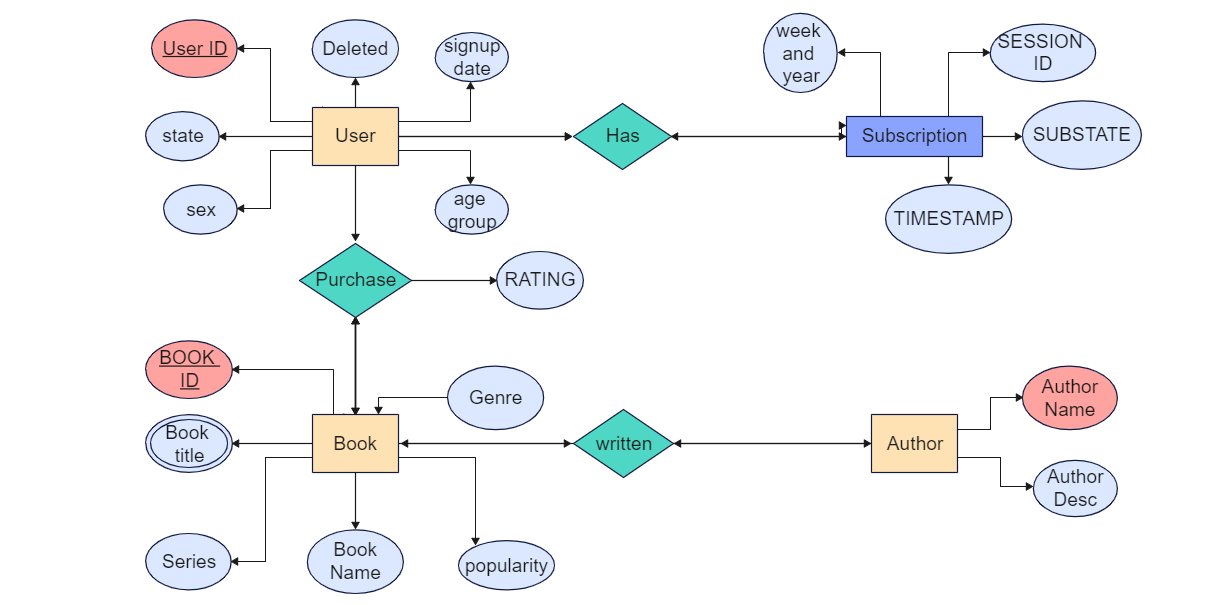 User ID
Deleted
signup
date
week
and
year
SESSION
ID
state
User
Has
Subscription
SUBSTATE
sex
age
group
TIMESTAMP
Purchase
RATING
BOOK
ID
Genre
Author
Name
Book
title
Book
written
Author
Author
Desc
Series
Book
Name
popularity